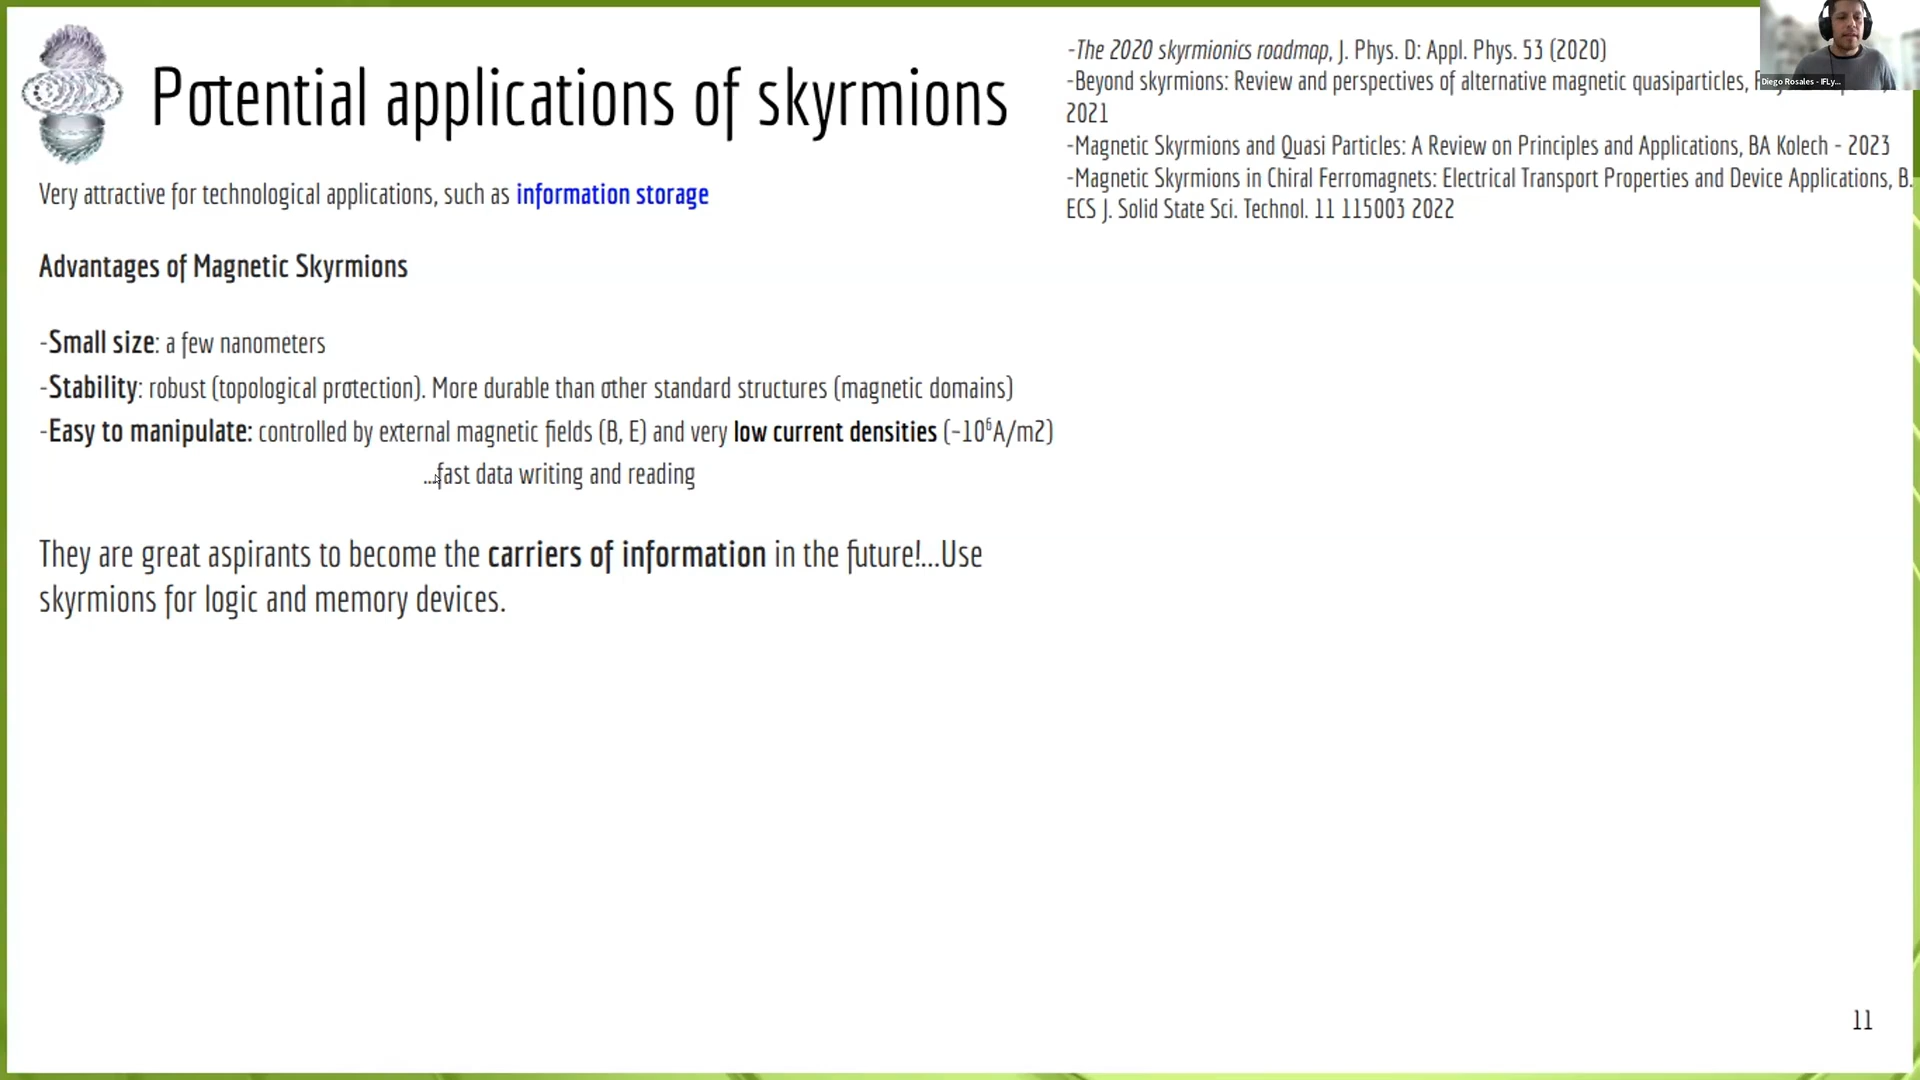 Potential applications of skyrmions
Very attractive for technological applications, such as information storage
Advantages of Magnetic Skyrmions
-Small size: a few nanometers
-Stability: robust (topological protection). More durable than other standard structures (magnetic domains)
-Easy to manipulate: controlled by external magnetic fields (B, E) and very low current densities (~10⁶A/m2)
...fast data writing and reading
They are great aspirants to become the carriers of information in the future!...Use
skyrmions for logic and memory devices.
-The 2020 skyrmionics roadmap, J. Phys. D: Appl. Phys. 53 (2020)
-Beyond skyrmions: Review and perspectives of alternative magnetic quasiparticles,
2021
-Magnetic Skyrmions and Quasi Particles: A Review on Principles and Applications, BA Kolech - 2023
-Magnetic Skyrmions in Chiral Ferromagnets: Electrical Transport Properties and Device Applications, B.
ECS J. Solid State Sci. Technol. 11 115003 2022
Diego Rosales - IFLy...
11